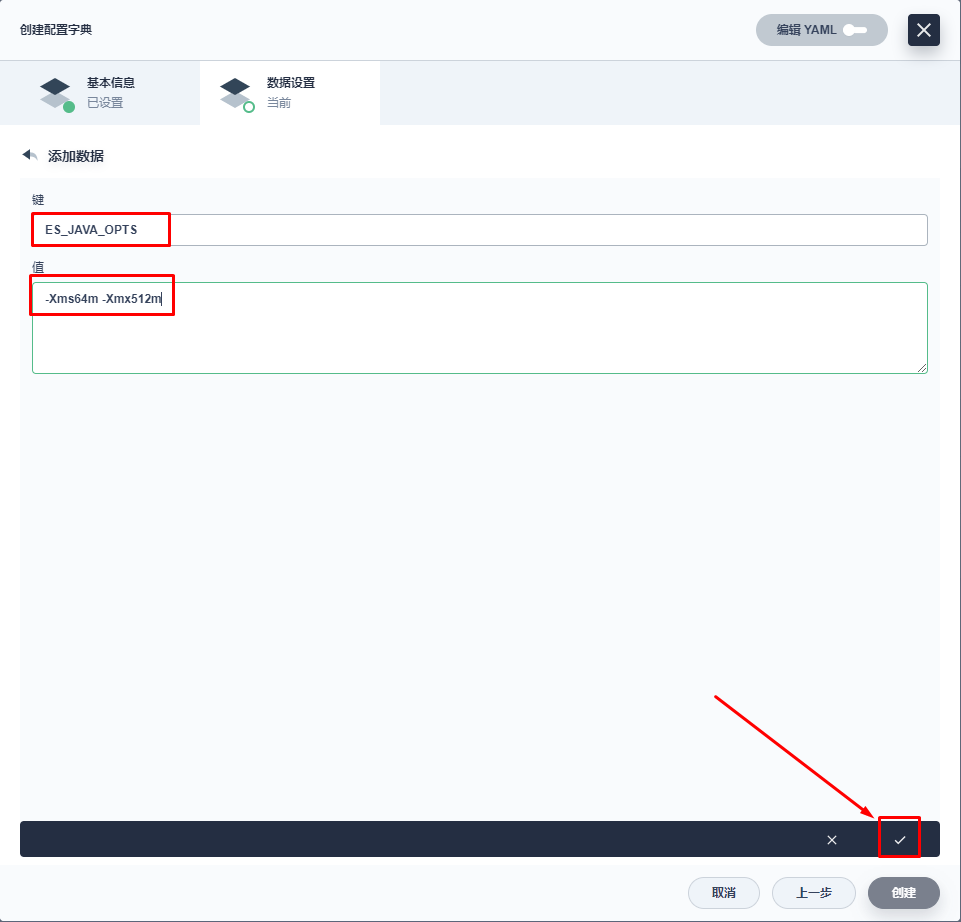 创建配置字典
编辑 YAML
基本信息
已设置
数据设置
当前
添加数据
键
ES_JAVA_OPTS
值
-Xms64m -Xmx512m
取消
上一步
创建